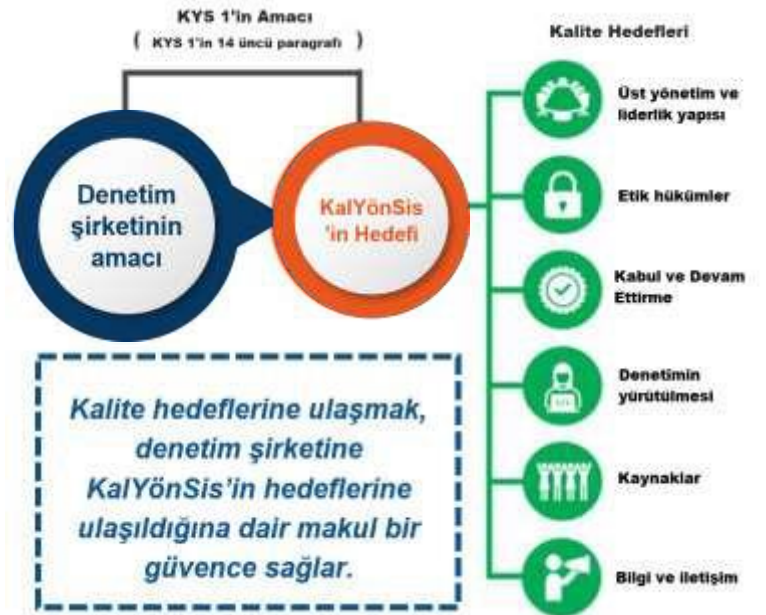 KYS 1'in Amacı
( KYS 1'in 14 üncü paragrafı )
Denetim
şirketinin
amacı
KalYönSis
'in Hedefi
Kalite hedeflerine ulaşmak,
denetim şirketine
KalYönSis'in hedeflerine
ulaşıldığına dair makul bir
güvence sağlar.
Kalite Hedefleri
Üst yönetim ve
liderlik yapısı
Etik hükümler
Kabul ve Devam
Ettirme
Denetimin
yürütülmesi
Kaynaklar
Bilgi ve iletişim